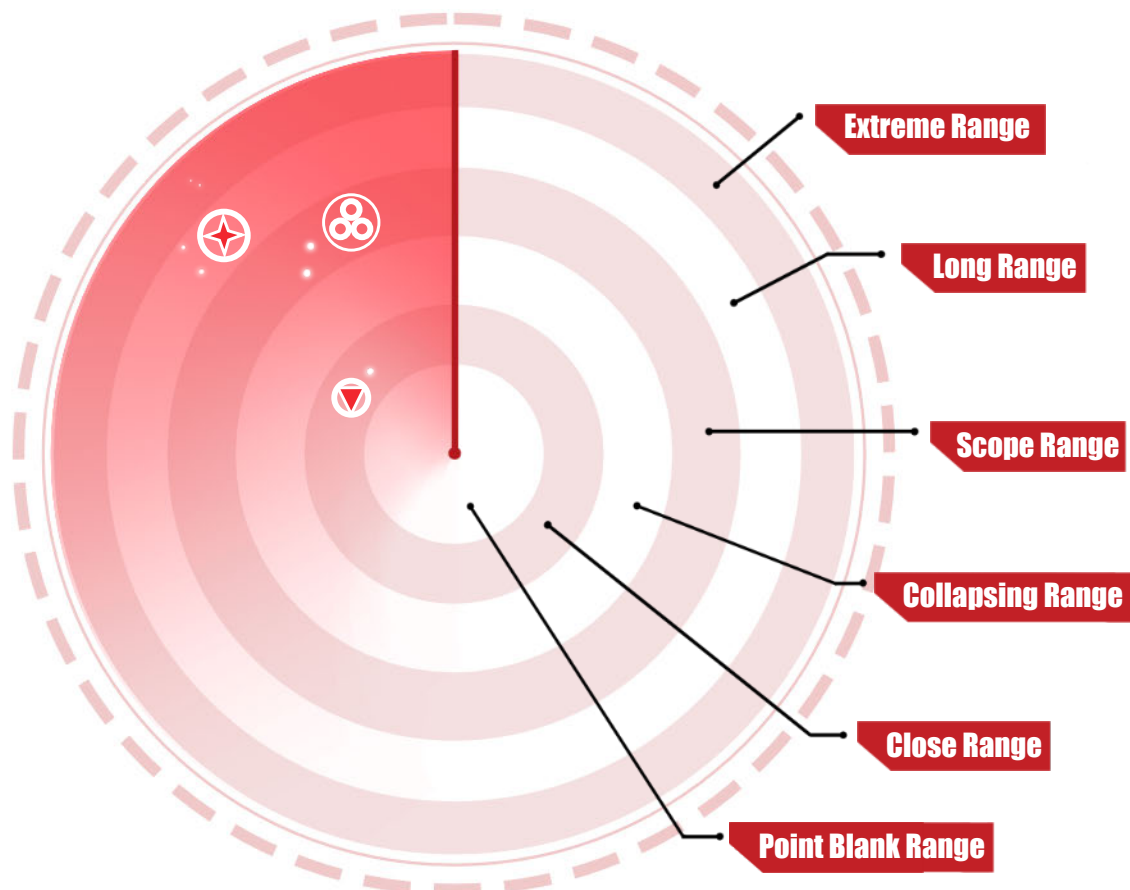 Extreme Range
Long Range
Scope Range
Collapsing Range
Close Range
Point Blank Range